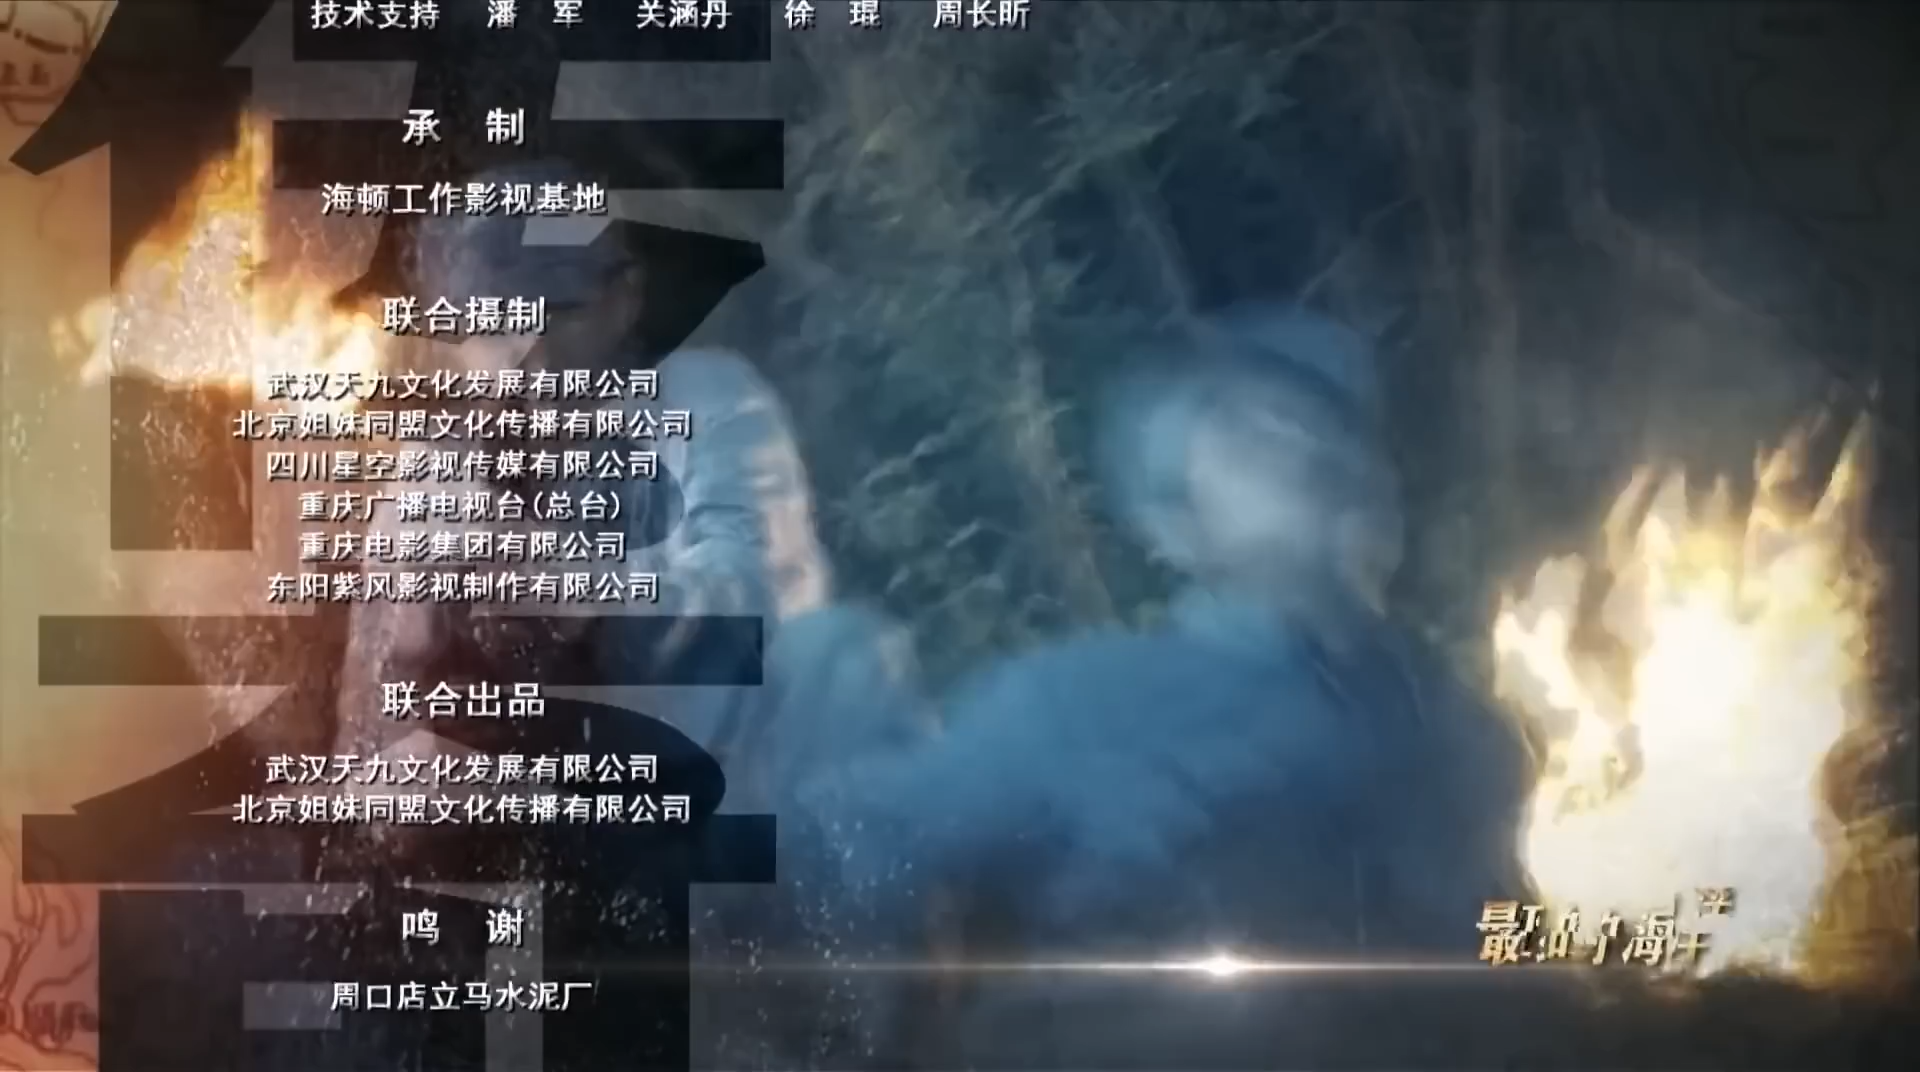 技术支持 潘 军 关涵丹 徐 琨 周长昕
承 制
海顿工作影视基地
联合摄制
武汉天九文化发展有限公司
北京姐妹同盟文化传播有限公司
四川星空影视传媒有限公司
重庆广播电视台(总台)
重庆电影集团有限公司
东阳紫风影视制作有限公司
联合出品
武汉天九文化发展有限公司
北京姐妹同盟文化传播有限公司
鸣 谢
周口店立马水泥厂